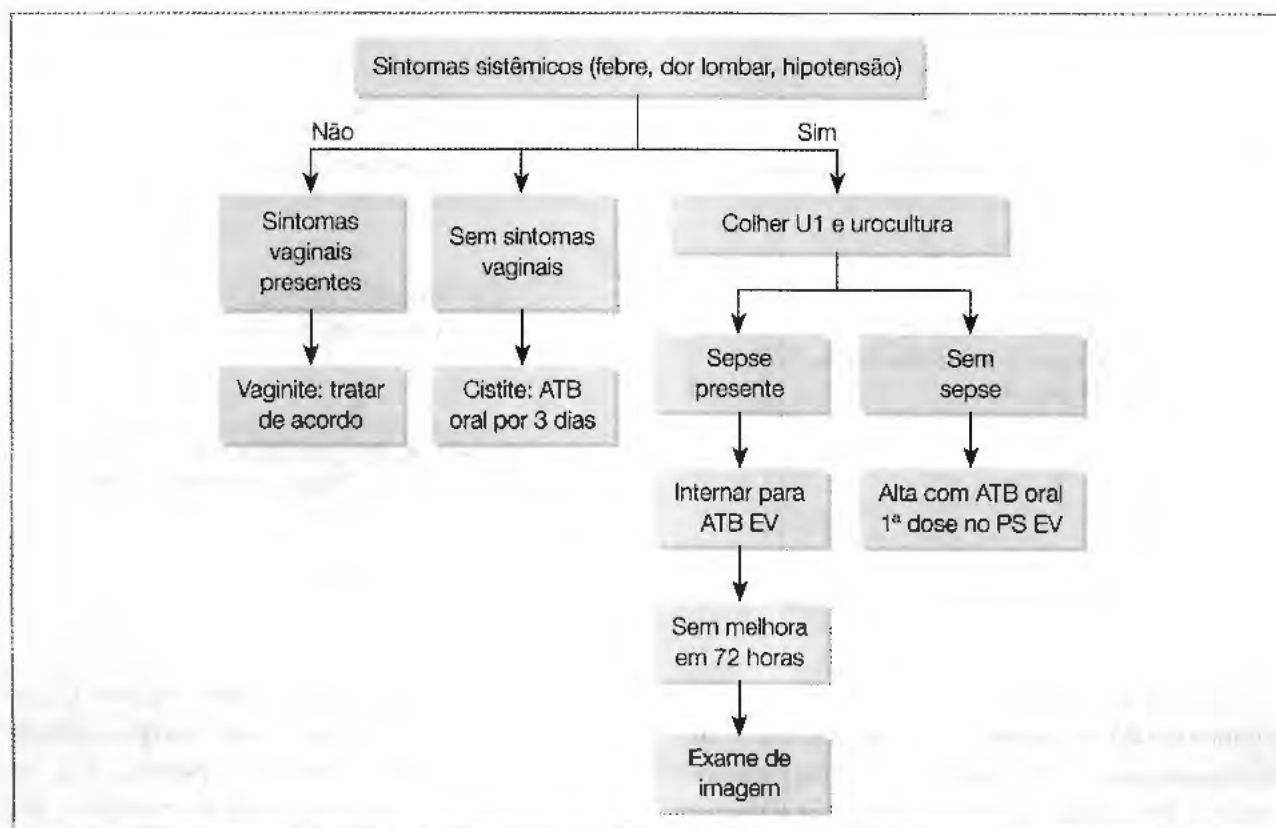 Sintomas sistêmicos (febre, dor lombar, hipotensão)
Não
Sim
Sintomas
vaginais
presentes
Sem sintomas
vaginais
Colher U1 e urocultura
Vaginite: tratar
de acordo
Cistite: ATB
oral por 3 dias
Sepse
presente
Sem
sepse
Internar para
ATB EV
Alta com ATB oral
1ª dose no PS EV
Sem melhora
em 72 horas
Exame de
imagem